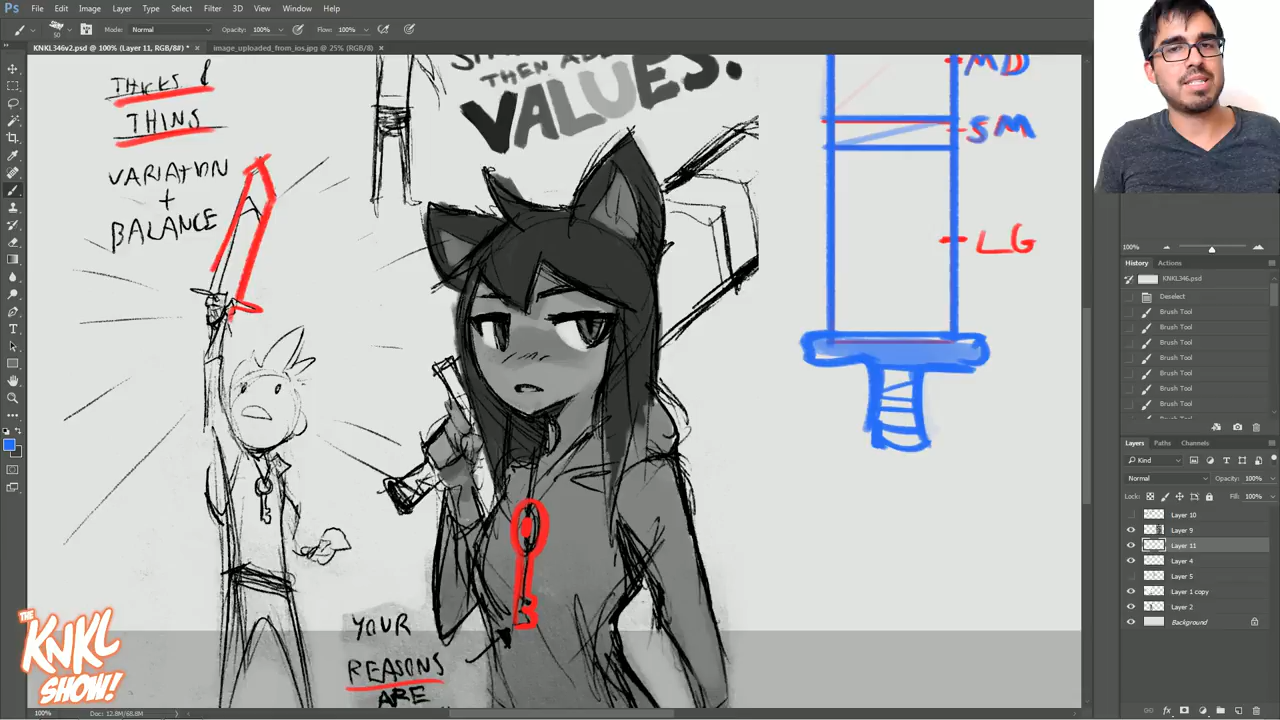 Ps File Edit Image Layer Type Select Filter 3D View Window Help
50 Mode: Normal Opacity: 100% Flow: 100%
KNKL346v2.psd @ 100% (Layer 11, RGB/8#) * × image_uploaded_from_ios.jpg @ 25% (RGB/8) ×
THICKS &
THINS
VARIATION
+
BALANCE
THEN
VALUES.
MD
SM
LG
YOUR
REASONS
ARE
THE
KNKL
SHOW!
100%
History Actions
KNKL346.psd
Deselect
Brush Tool
Brush Tool
Brush Tool
Brush Tool
Brush Tool
Brush Tool
Layers Paths Channels
Kind
Normal Opacity: 100%
Lock: Fill: 100%
Layer 10
Layer 9
Layer 11
Layer 4
Layer 5
Layer 1 copy
Layer 2
Background
100% Doc: 12.8M/68.8M
fx